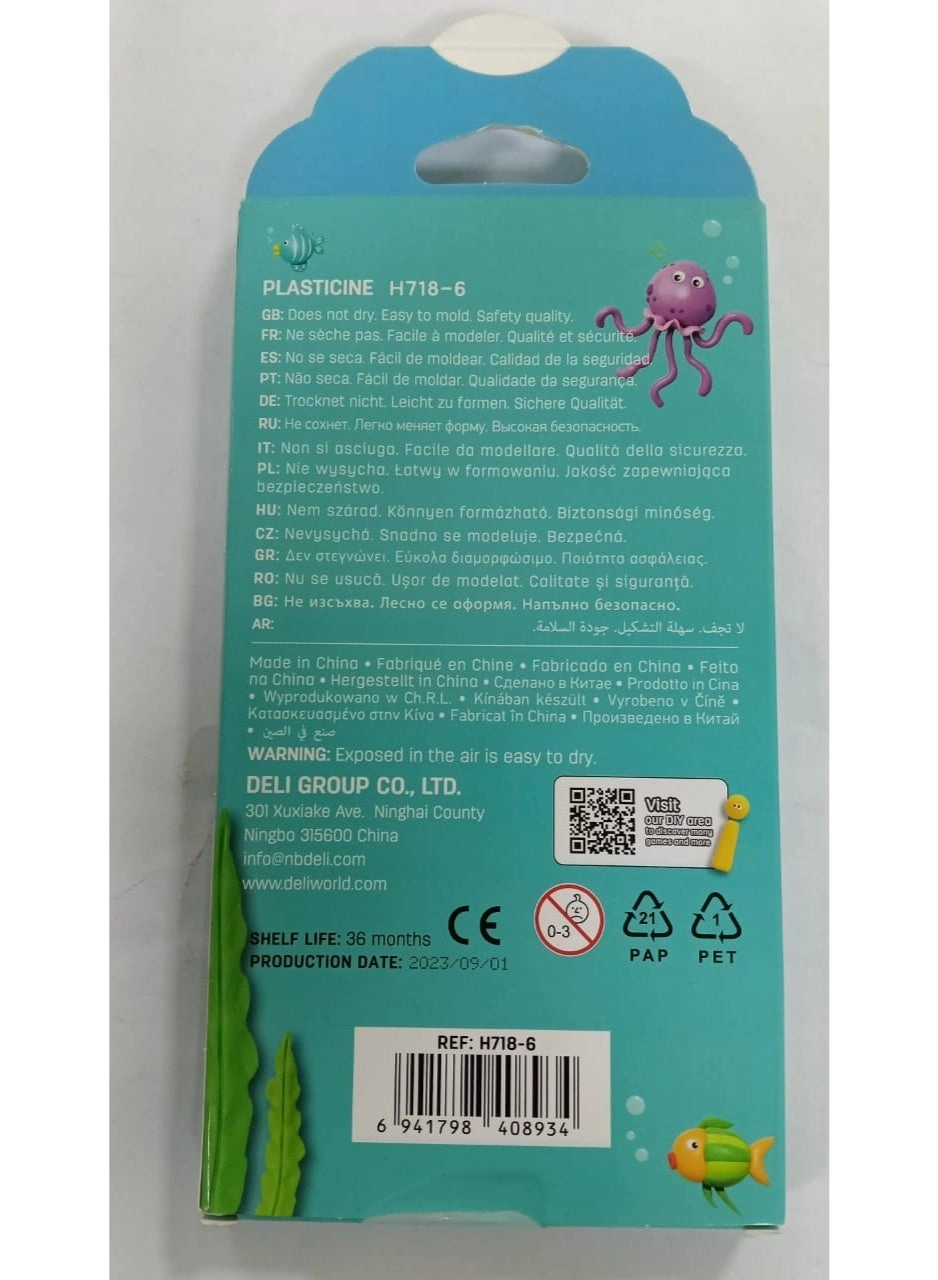 PLASTICINE H718-6
GB: Does not dry. Easy to mold. Safety quality.
FR: Ne sèche pas. Facile à modeler. Qualité et sécurité.
ES: No se seca. Fácil de moldear. Calidad de la seguridad.
PT: Não seca. Fácil de moldar. Qualidade da segurança.
DE: Trocknet nicht. Leicht zu formen. Sichere Qualität.
RU: Не сохнет. Легко меняет форму. Высокая безопасность.
IT: Non si asciuga. Facile da modellare. Qualitá della sicurezza.
PL: Nie wysycha. Łatwy w formowaniu. Jakość zapewniająca
bezpieczeństwo.
HU: Nem szárad. Könnyen formázható. Biztonsági minőség.
CZ: Nevysychá. Snadno se modeluje. Bezpečná.
GR: Δεν στεγνώνει. Εύκολα διαμορφώσιμο. Ποιότητα ασφάλειας.
RO: Nu se usucă. Ușor de modelat. Calitate și siguranță.
BG: Не изсъхва. Лесно се оформя. Напълно безопасно.
AR: لا تجف. سهلة التشكيل. جودة السلامة.
Made in China • Fabriqué en Chine • Fabricado en China • Feito
na China • Hergestellt in China • Сделано в Китае • Prodotto in Cina
• Wyprodukowano w Ch.R.L. • Kínában készült • Vyrobeno v Číně •
Κατασκευασμένο στην Κίνα • Fabricat în China • Произведено в Китай
• صنع في الصين
WARNING: Exposed in the air is easy to dry.
DELI GROUP CO., LTD.
301 Xuxiake Ave. Ninghai County
Ningbo 315600 China
info@nbdeli.com
www.deliworld.com
Visit
our DIY area
to discover many
games and more
SHELF LIFE: 36 months
PRODUCTION DATE: 2023/09/01
CE
0-3
21
PAP
1
PET
REF: H718-6
6 941798 408934